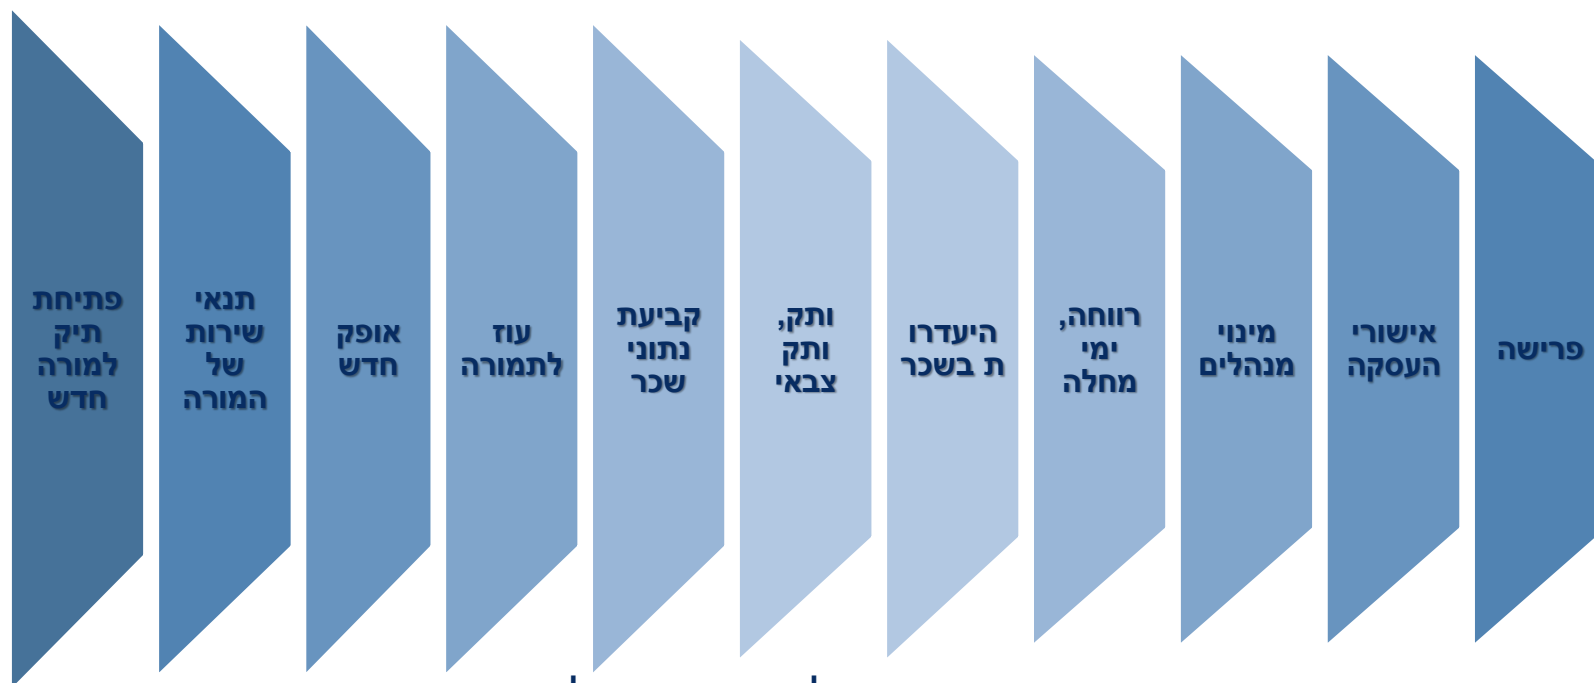 פתיחת
תיק
למורה
חדש
תנאי
שירות
של
המורה
אופק
חדש
עוז
לתמורה
קביעת
נתוני
שכר
ותק,
ותק
צבאי
היעדרו
ת בשכר
רווחה,
ימי
מחלה
מינוי
מנהלים
אישורי
העסקה
פרישה